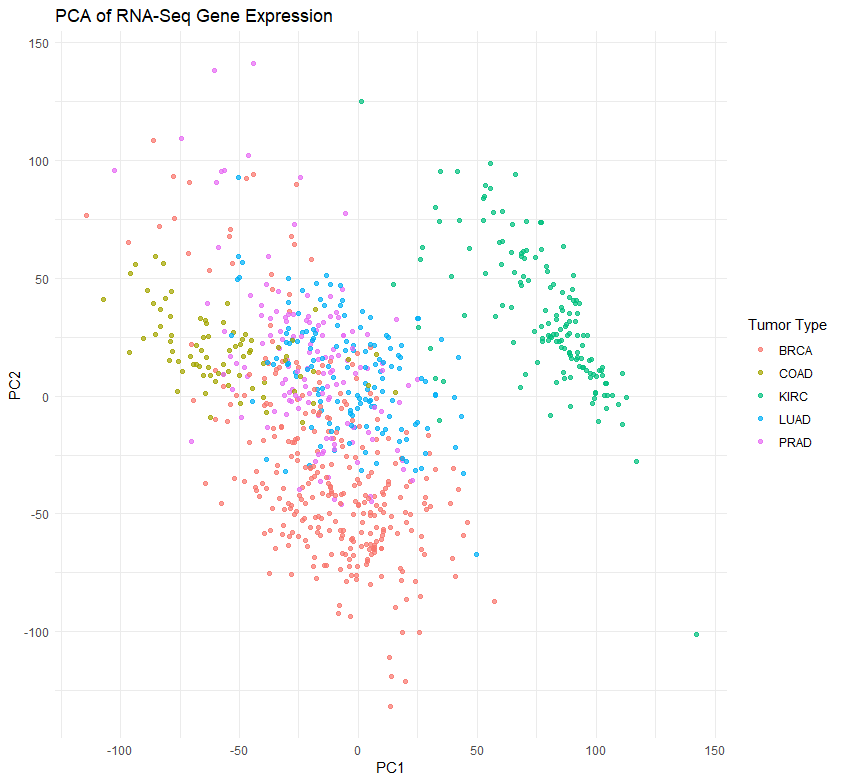 PCA of RNA-Seq Gene Expression
150
100
50
0
-50
-100
PC2
-100
-50
0
50
100
150
PC1
Tumor Type
BRCA
COAD
KIRC
LUAD
PRAD